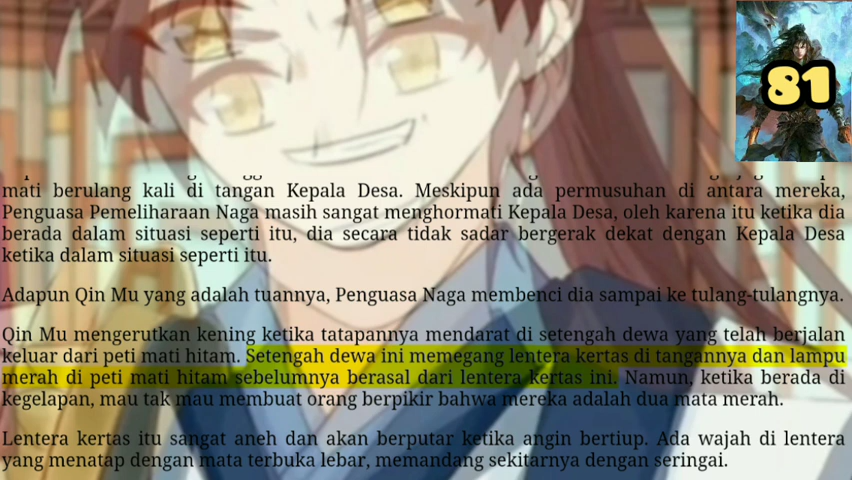 81
mati berulang kali di tangan Kepala Desa. Meskipun ada permusuhan di antara mereka,
Penguasa Pemeliharaan Naga masih sangat menghormati Kepala Desa, oleh karena itu ketika dia
berada dalam situasi seperti itu, dia secara tidak sadar bergerak dekat dengan Kepala Desa
ketika dalam situasi seperti itu.
Adapun Qin Mu yang adalah tuannya, Penguasa Naga membenci dia sampai ke tulang-tulangnya.
Qin Mu mengerutkan kening ketika tatapannya mendarat di setengah dewa yang telah berjalan
keluar dari peti mati hitam. Setengah dewa ini memegang lentera kertas di tangannya dan lampu
merah di peti mati hitam sebelumnya berasal dari lentera kertas ini. Namun, ketika berada di
kegelapan, mau tak mau membuat orang berpikir bahwa mereka adalah dua mata merah.
Lentera kertas itu sangat aneh dan akan berputar ketika angin bertiup. Ada wajah di lentera
yang menatap dengan mata terbuka lebar, memandang sekitarnya dengan seringai.